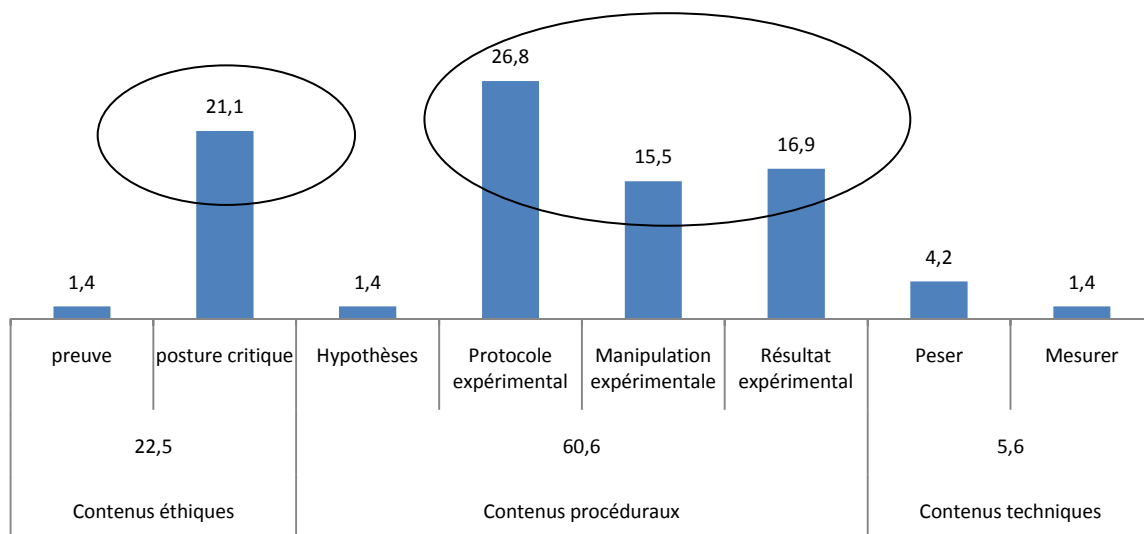 26,8
21,1
16,9
15,5
4,2
1,4
1,4
1,4
preuve
posture critique
Hypothèses
Protocole
expérimental
Manipulation
expérimentale
Résultat
expérimental
Peser
Mesurer
22,5
60,6
5,6
Contenus éthiques
Contenus procéduraux
Contenus techniques